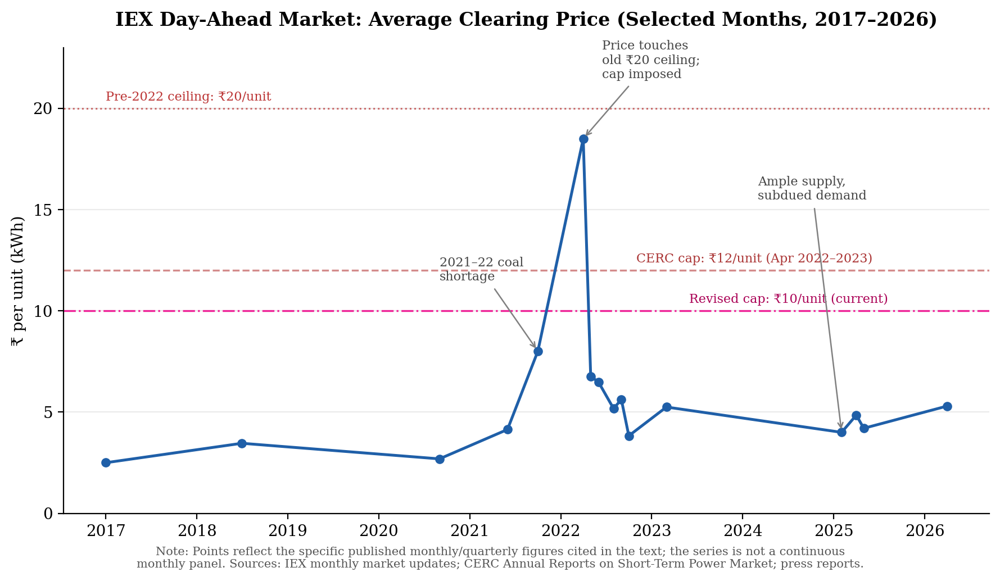 IEX Day-Ahead Market: Average Clearing Price (Selected Months, 2017–2026)
Price touches
old ₹20 ceiling;
cap imposed
Pre-2022 ceiling: ₹20/unit
Ample supply,
subdued demand
2021–22 coal
shortage
CERC cap: ₹12/unit (Apr 2022–2023)
Revised cap: ₹10/unit (current)
₹ per unit (kWh)
20
15
10
5
0
2017 2018 2019 2020 2021 2022 2023 2024 2025 2026
Note: Points reflect the specific published monthly/quarterly figures cited in the text; the series is not a continuous
monthly panel. Sources: IEX monthly market updates; CERC Annual Reports on Short-Term Power Market; press reports.